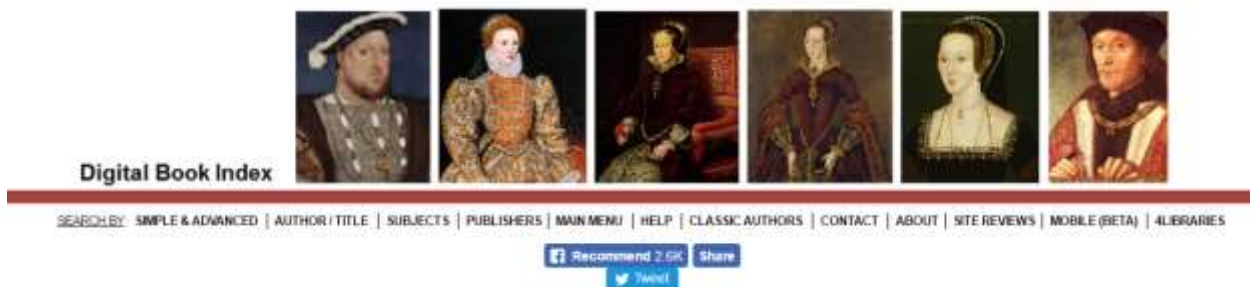 Digital Book Index
SEARCH BY SIMPLE & ADVANCED | AUTHOR / TITLE | SUBJECTS | PUBLISHERS | MAIN MENU | HELP | CLASSIC AUTHORS | CONTACT | ABOUT | SITE REVIEWS | MOBILE (BETA) | 4LIBRARIES
Recommend 2.6K Share
Tweet